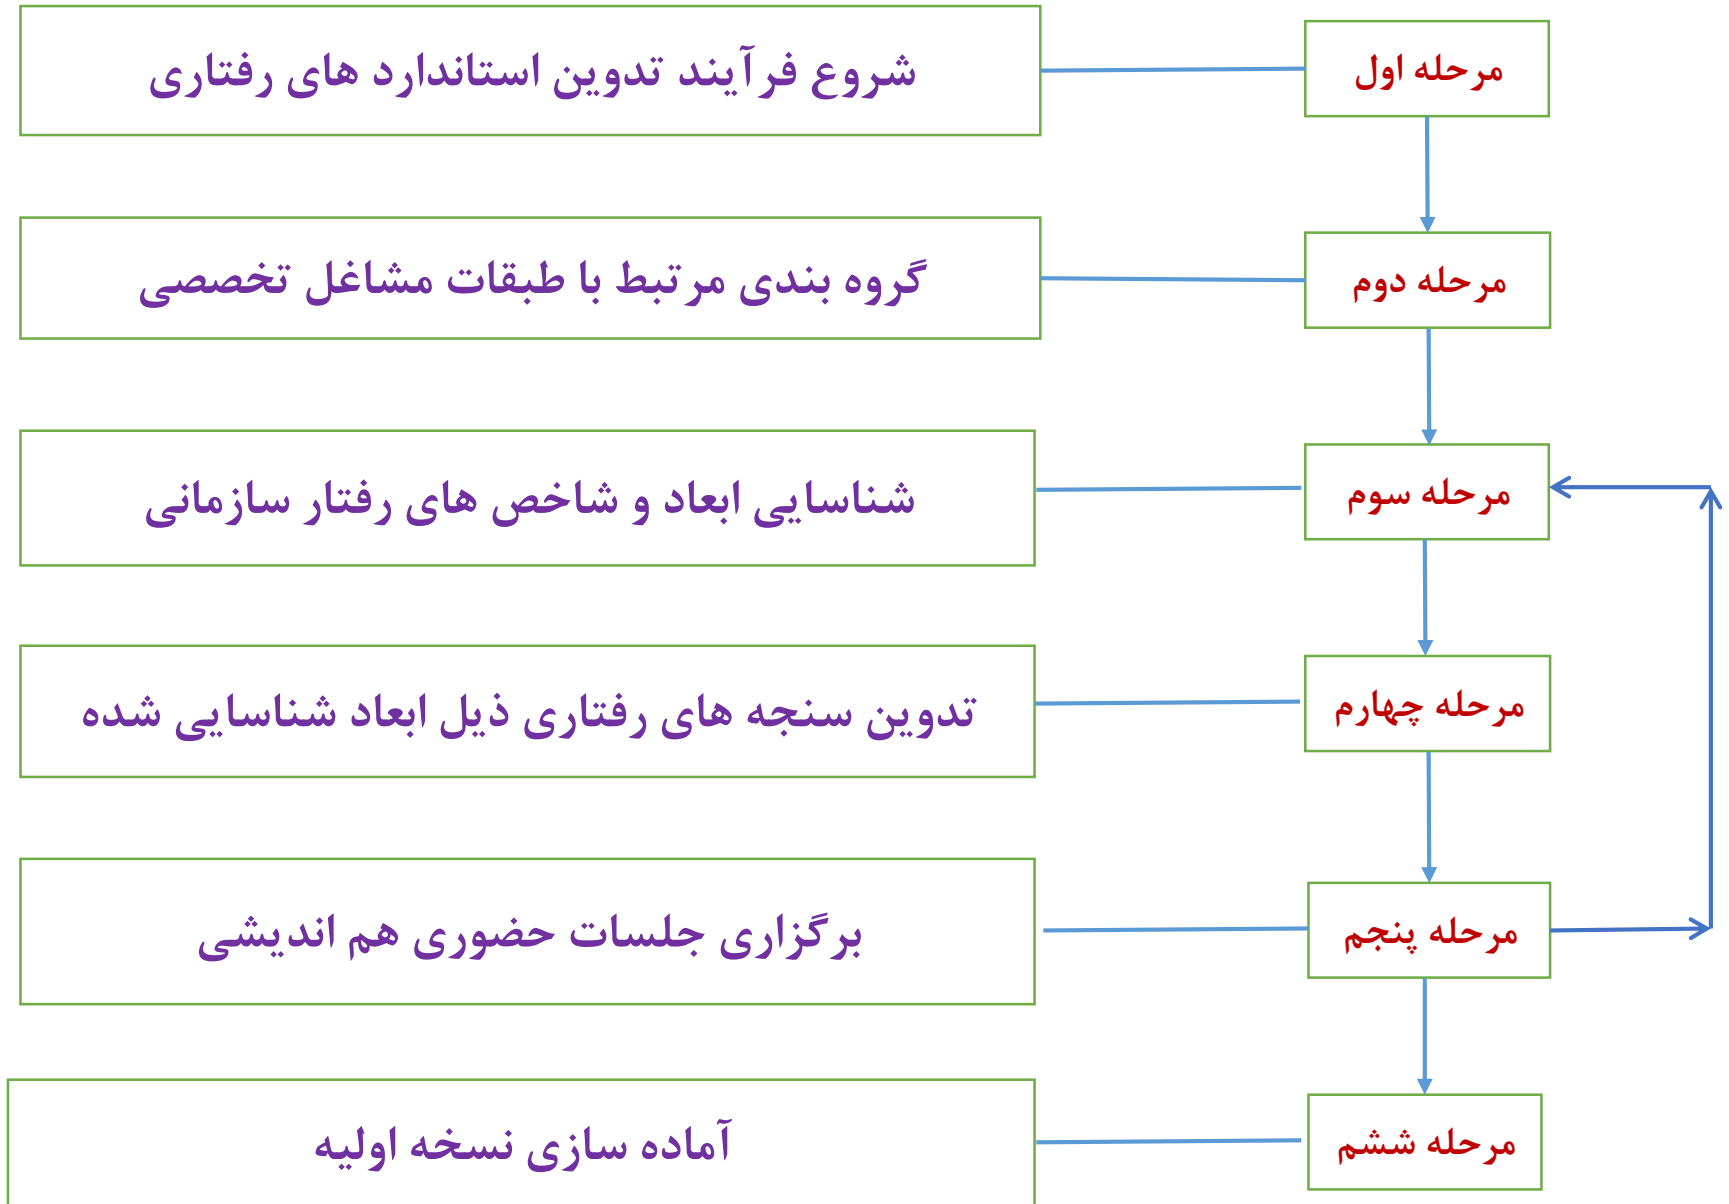 مرحله اول
شروع فرآیند تدوین استاندارد های رفتاری
مرحله دوم
گروه بندی مرتبط با طبقات مشاغل تخصصی
مرحله سوم
شناسایی ابعاد و شاخص های رفتار سازمانی
مرحله چهارم
تدوین سنجه های رفتاری ذیل ابعاد شناسایی شده
مرحله پنجم
برگزاری جلسات حضوری هم اندیشی
مرحله ششم
آماده سازی نسخه اولیه